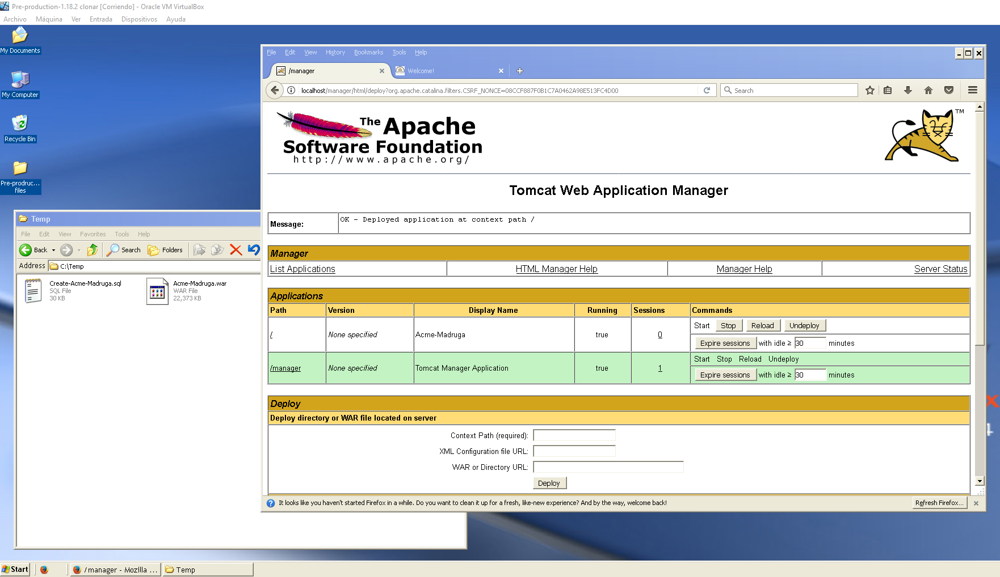 Pre-production-1.18.2 clonar [Corriendo] - Oracle VM VirtualBox
Archivo Máquina Ver Entrada Dispositivos Ayuda
My Documents
My Computer
Recycle Bin
Pre-produc...
files
File Edit View History Bookmarks Tools Help
/manager
Welcome!
localhost/manager/html/deploy?org.apache.catalina.filters.CSRF_NONCE=08CCF887F0B1C7A0462A98E513FC4D00
Search
The Apache
Software Foundation
http://www.apache.org/
TM
Tomcat Web Application Manager
Message: OK - Deployed application at context path /
Manager
List Applications HTML Manager Help Manager Help Server Status
Applications
Path Version Display Name Running Sessions Commands
/ None specified Acme-Madruga true 0 Start Stop Reload Undeploy
Expire sessions with idle ≥ 30 minutes
/manager None specified Tomcat Manager Application true 1 Start Stop Reload Undeploy
Expire sessions with idle ≥ 30 minutes
Deploy
Deploy directory or WAR file located on server
Context Path (required):
XML Configuration file URL:
WAR or Directory URL:
Deploy
It looks like you haven't started Firefox in a while. Do you want to clean it up for a fresh, like-new experience? And by the way, welcome back!
Refresh Firefox...
Temp
File Edit View Favorites Tools Help
Back Search Folders
Address C:\Temp
Create-Acme-Madruga.sql
SQL File
30 KB
Acme-Madruga.war
WAR File
22,373 KB
Start
/manager - Mozilla ...
Temp